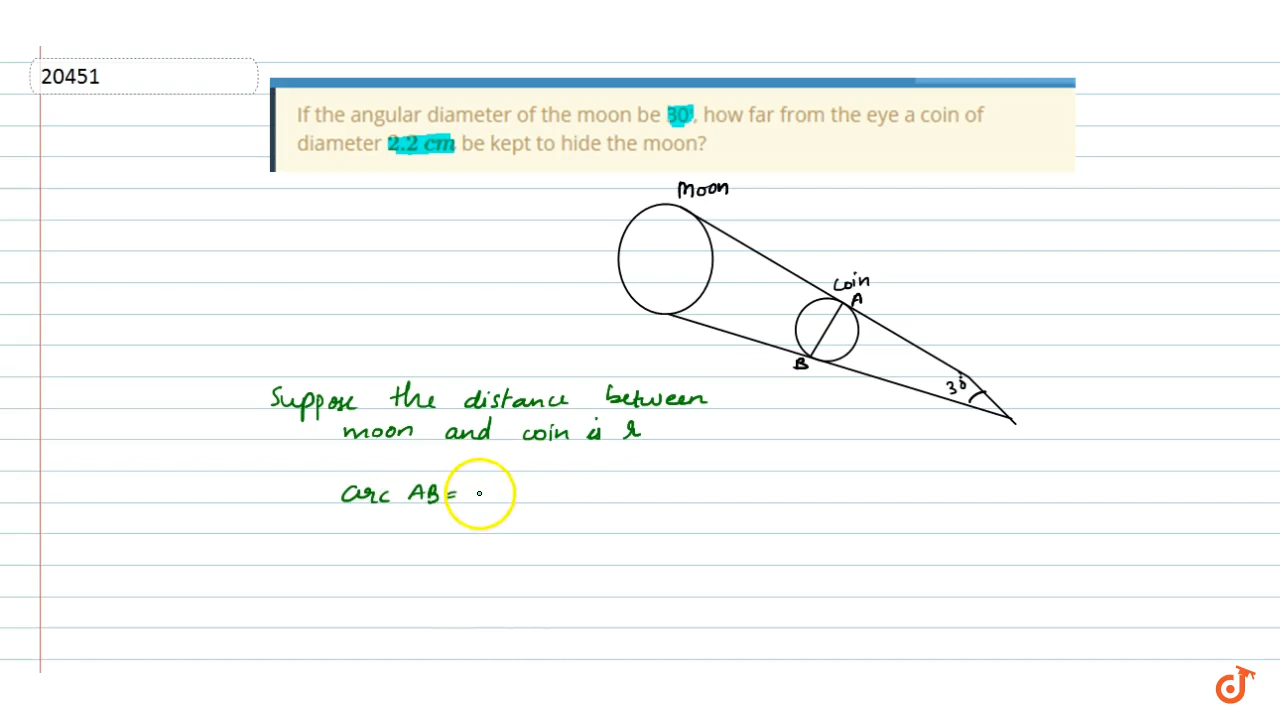 20451
If the angular diameter of the moon be 30', how far from the eye a coin of
diameter 2.2 cm be kept to hide the moon?
Moon
Coin
A
B
30'
Suppose the distance between
moon and coin is r
arc AB =